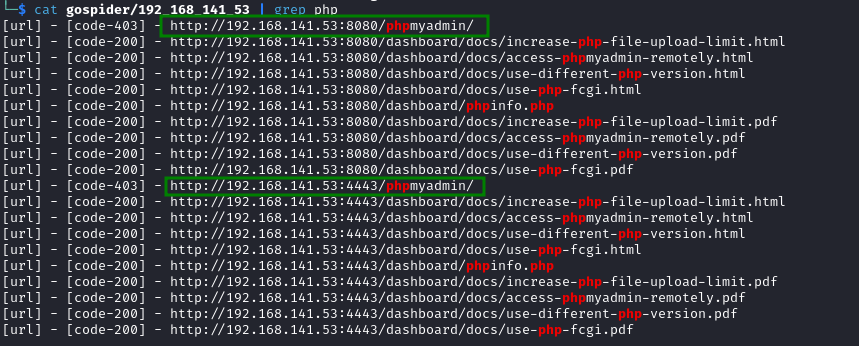 └─$ cat gospider/192_168_141_53 | grep php
[url] - [code-403] - http://192.168.141.53:8080/phpmyadmin/
[url] - [code-200] - http://192.168.141.53:8080/dashboard/docs/increase-php-file-upload-limit.html
[url] - [code-200] - http://192.168.141.53:8080/dashboard/docs/access-phpmyadmin-remotely.html
[url] - [code-200] - http://192.168.141.53:8080/dashboard/docs/use-different-php-version.html
[url] - [code-200] - http://192.168.141.53:8080/dashboard/docs/use-php-fcgi.html
[url] - [code-200] - http://192.168.141.53:8080/dashboard/phpinfo.php
[url] - [code-200] - http://192.168.141.53:8080/dashboard/docs/increase-php-file-upload-limit.pdf
[url] - [code-200] - http://192.168.141.53:8080/dashboard/docs/access-phpmyadmin-remotely.pdf
[url] - [code-200] - http://192.168.141.53:8080/dashboard/docs/use-different-php-version.pdf
[url] - [code-200] - http://192.168.141.53:8080/dashboard/docs/use-php-fcgi.pdf
[url] - [code-403] - http://192.168.141.53:4443/phpmyadmin/
[url] - [code-200] - http://192.168.141.53:4443/dashboard/docs/increase-php-file-upload-limit.html
[url] - [code-200] - http://192.168.141.53:4443/dashboard/docs/access-phpmyadmin-remotely.html
[url] - [code-200] - http://192.168.141.53:4443/dashboard/docs/use-different-php-version.html
[url] - [code-200] - http://192.168.141.53:4443/dashboard/docs/use-php-fcgi.html
[url] - [code-200] - http://192.168.141.53:4443/dashboard/phpinfo.php
[url] - [code-200] - http://192.168.141.53:4443/dashboard/docs/increase-php-file-upload-limit.pdf
[url] - [code-200] - http://192.168.141.53:4443/dashboard/docs/access-phpmyadmin-remotely.pdf
[url] - [code-200] - http://192.168.141.53:4443/dashboard/docs/use-different-php-version.pdf
[url] - [code-200] - http://192.168.141.53:4443/dashboard/docs/use-php-fcgi.pdf